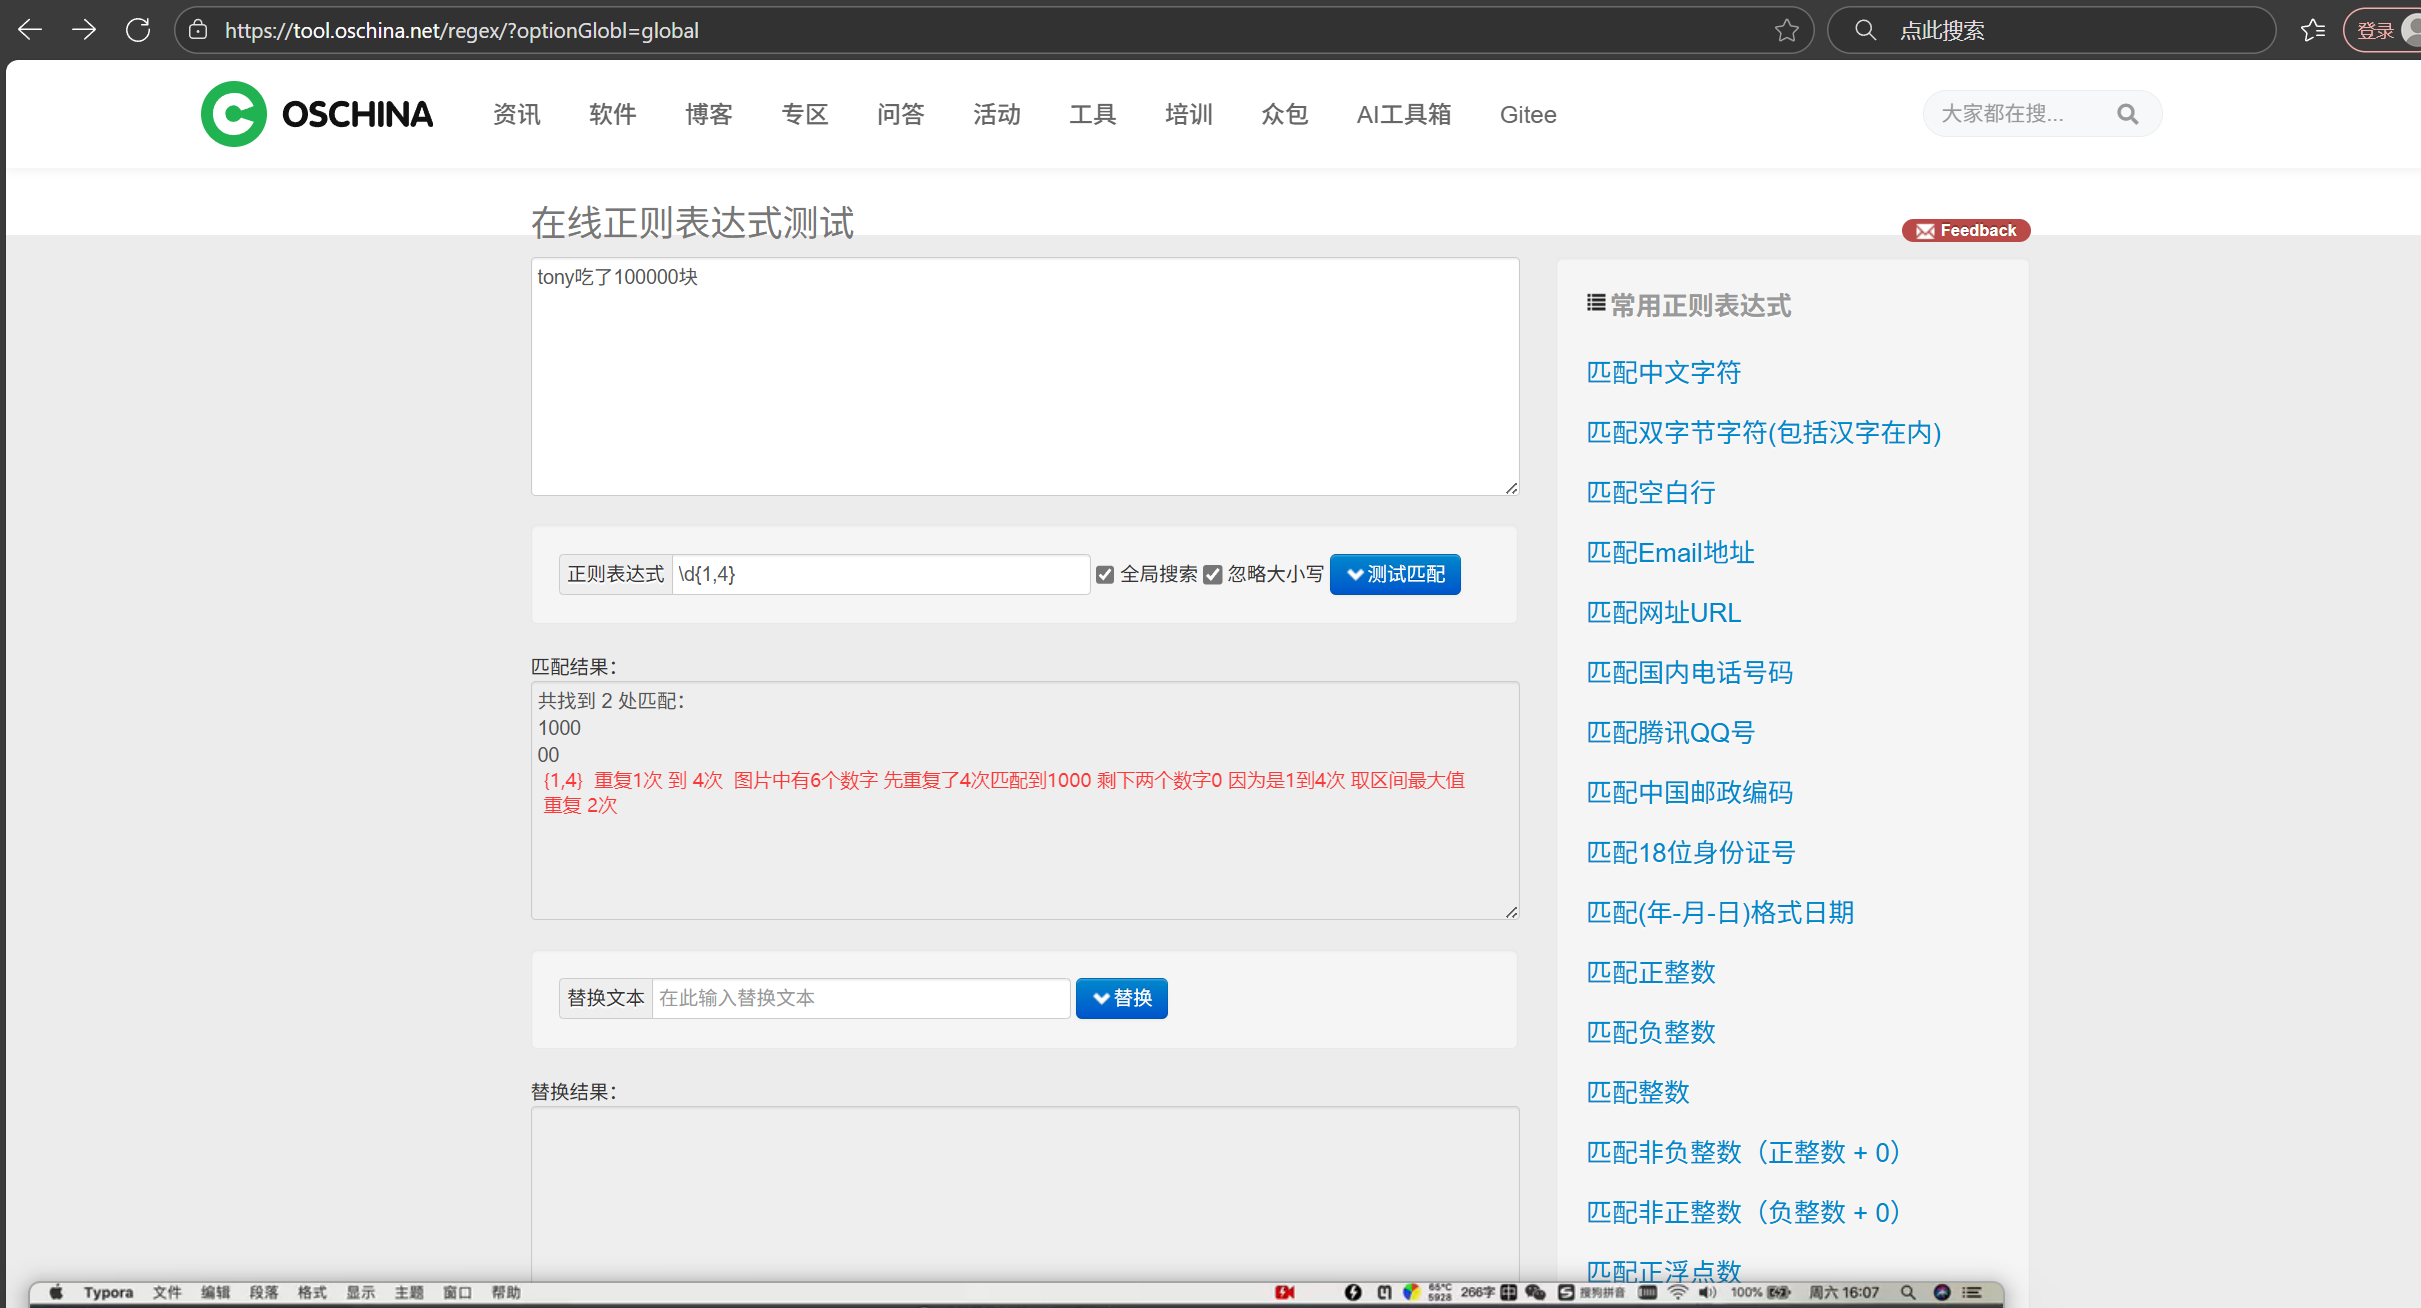 https://tool.oschina.net/regex/?optionGlobl=global
点此搜索
登录
OSCHINA 资讯 软件 博客 专区 问答 活动 工具 培训 众包 AI工具箱 Gitee 大家都在搜...
在线正则表达式测试
Feedback
tony吃了100000块
正则表达式 \d{1,4} 全局搜索 忽略大小写 测试匹配
匹配结果：
共找到 2 处匹配：
1000
00
{1,4} 重复1次 到 4次 图片中有6个数字 先重复了4次匹配到1000 剩下两个数字0 因为是1到4次 取区间最大值
重复 2次
替换文本 在此输入替换文本 替换
替换结果：
常用正则表达式
匹配中文字符
匹配双字节字符(包括汉字在内)
匹配空白行
匹配Email地址
匹配网址URL
匹配国内电话号码
匹配腾讯QQ号
匹配中国邮政编码
匹配18位身份证号
匹配(年-月-日)格式日期
匹配正整数
匹配负整数
匹配整数
匹配非负整数（正整数 + 0）
匹配非正整数（负整数 + 0）
匹配正浮点数
Typora 文件 编辑 段落 格式 显示 主题 窗口 帮助 65°C 5928 266字 搜狗拼音 100% 周六 16:07